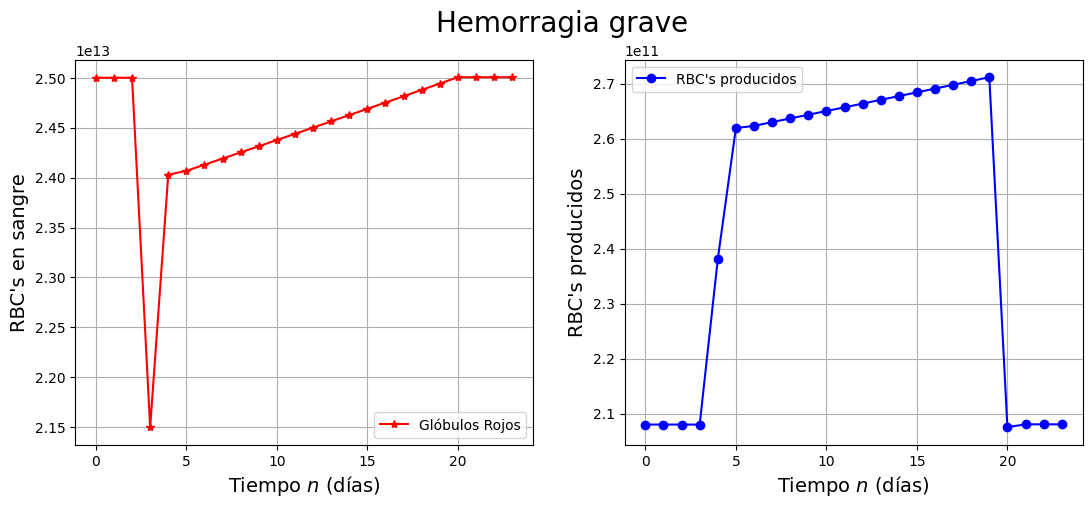 Hemorragia grave
1e13
2.50
2.45
2.40
2.35
2.30
2.25
2.20
2.15
RBC's en sangre
Glóbulos Rojos
0 5 10 15 20
Tiempo n (días)
1e11
2.7
2.6
2.5
2.4
2.3
2.2
2.1
RBC's producidos
RBC's producidos
0 5 10 15 20
Tiempo n (días)